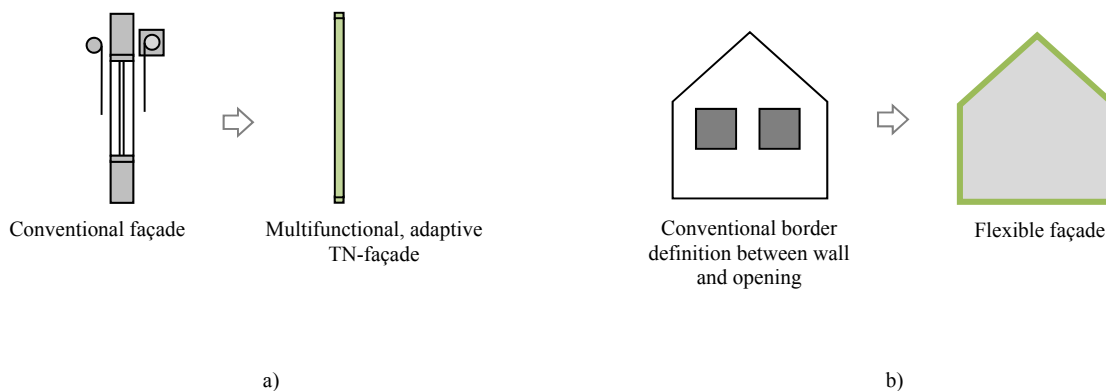 Conventional façade
Multifunctional, adaptive
TN-façade
Conventional border
definition between wall
and opening
Flexible façade
a)
b)